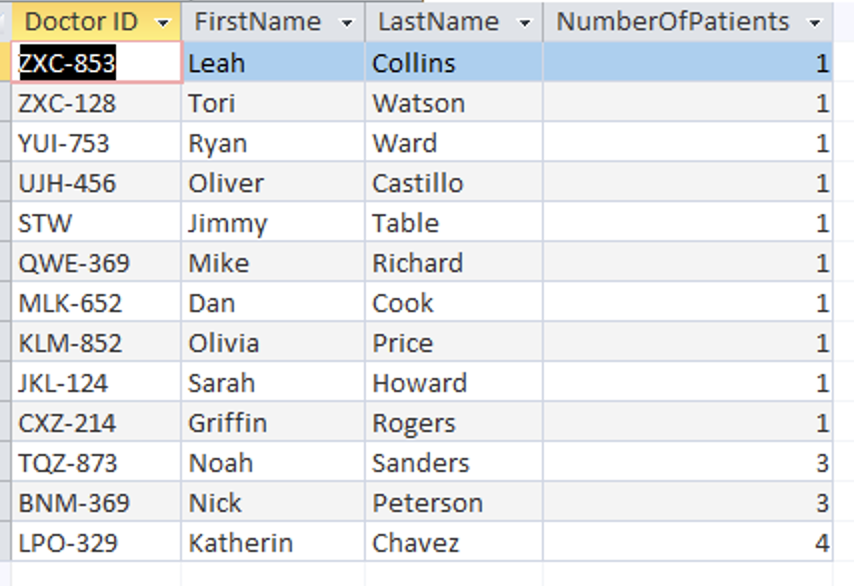 Doctor ID FirstName LastName NumberOfPatients
ZXC-853 Leah Collins 1
ZXC-128 Tori Watson 1
YUI-753 Ryan Ward 1
UJH-456 Oliver Castillo 1
STW Jimmy Table 1
QWE-369 Mike Richard 1
MLK-652 Dan Cook 1
KLM-852 Olivia Price 1
JKL-124 Sarah Howard 1
CXZ-214 Griffin Rogers 1
TQZ-873 Noah Sanders 3
BNM-369 Nick Peterson 3
LPO-329 Katherin Chavez 4